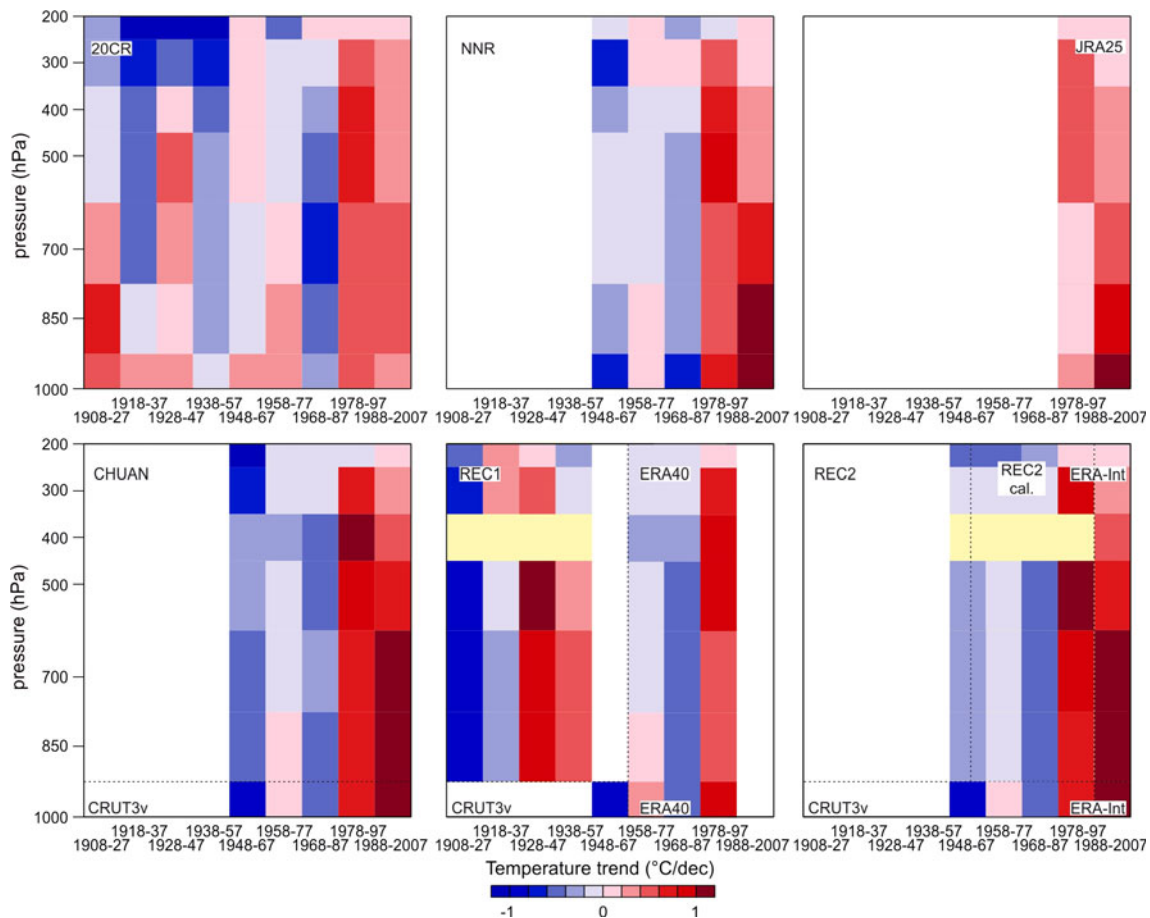 200
300
400
500
700
850
1000
pressure (hPa)
20CR
NNR
JRA25
1918-37 1938-57 1958-77 1978-97
1908-27 1928-47 1948-67 1968-87 1988-2007
1918-37 1938-57 1958-77 1978-97
1908-27 1928-47 1948-67 1968-87 1988-2007
1918-37 1938-57 1958-77 1978-97
1908-27 1928-47 1948-67 1968-87 1988-2007
200
300
400
500
700
850
1000
pressure (hPa)
CHUAN
CRUT3v
REC1
ERA40
CRUT3v
ERA40
REC2
REC2
cal.
ERA-Int
CRUT3v
ERA-Int
1918-37 1938-57 1958-77 1978-97
1908-27 1928-47 1948-67 1968-87 1988-2007
1918-37 1938-57 1958-77 1978-97
1908-27 1928-47 1948-67 1968-87 1988-2007
1918-37 1938-57 1958-77 1978-97
1908-27 1928-47 1948-67 1968-87 1988-2007
Temperature trend (°C/dec)
-1 0 1